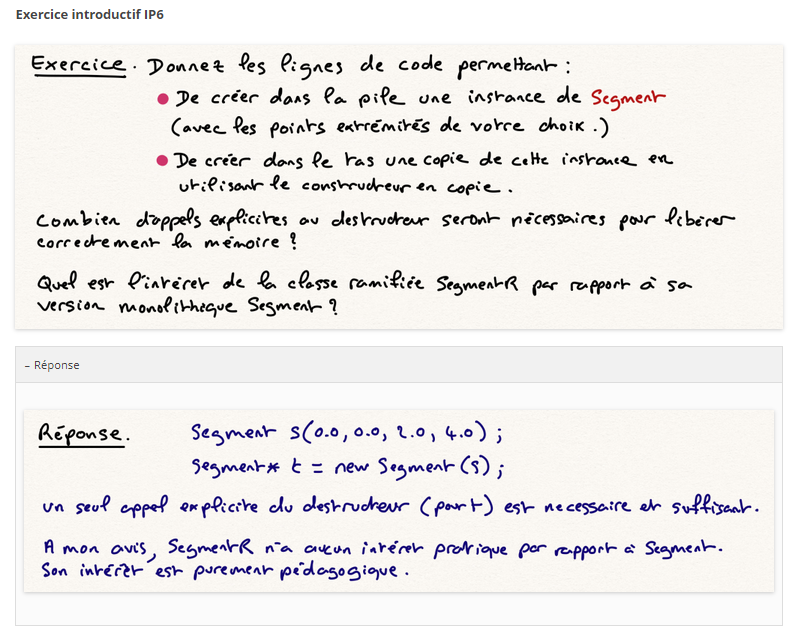 Exercice introductif IP6
Exercice. Donnez les lignes de code permettant :
● De créer dans la pile une instance de Segment
(avec les points extrémités de votre choix.)
● De créer dans le tas une copie de cette instance en
utilisant le constructeur en copie.
Combien d'appels explicites au destructeur seront nécessaires pour libérer
correctement la mémoire ?
Quel est l'intérêt de la classe ramifiée SegmentR par rapport à sa
version monolithique Segment ?
– Réponse
Réponse. Segment s(0.0, 0.0, 2.0, 4.0) ;
Segment* t = new Segment(s) ;
Un seul appel explicite du destructeur (pour t) est necessaire et suffisant.
A mon avis, SegmentR n'a aucun intérêt pratique par rapport à Segment.
Son intérêt est purement pédagogique.